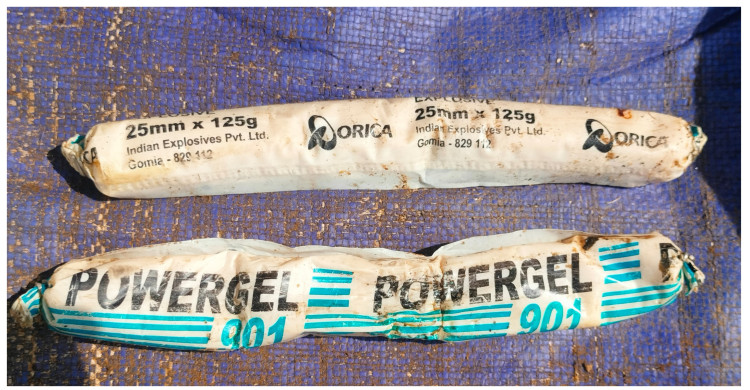 EXPLOSIVE
25mm x 125g
Indian Explosives Pvt. Ltd.
Gomia - 829 112
ORICA
25mm x 125g
Indian Explosives Pvt. Ltd.
Gomia - 829 112
ORICA
CA
POWERGEL
901
POWERGEL
901
P